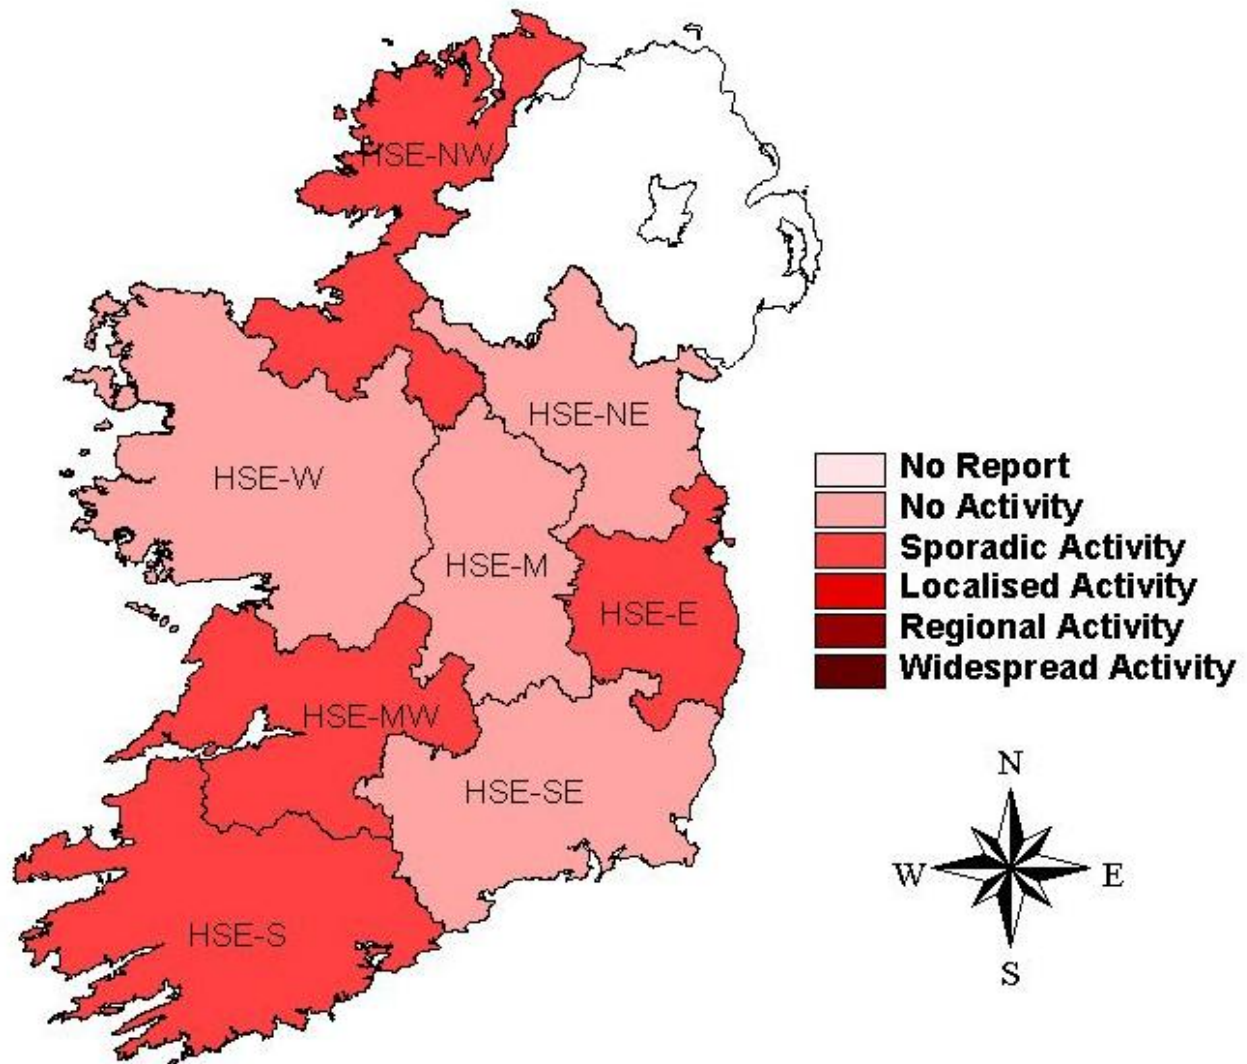 HSE-NW
HSE-NE
HSE-W
HSE-M
HSE-E
HSE-MW
HSE-SE
HSE-S
No Report
No Activity
Sporadic Activity
Localised Activity
Regional Activity
Widespread Activity
N
W E
S